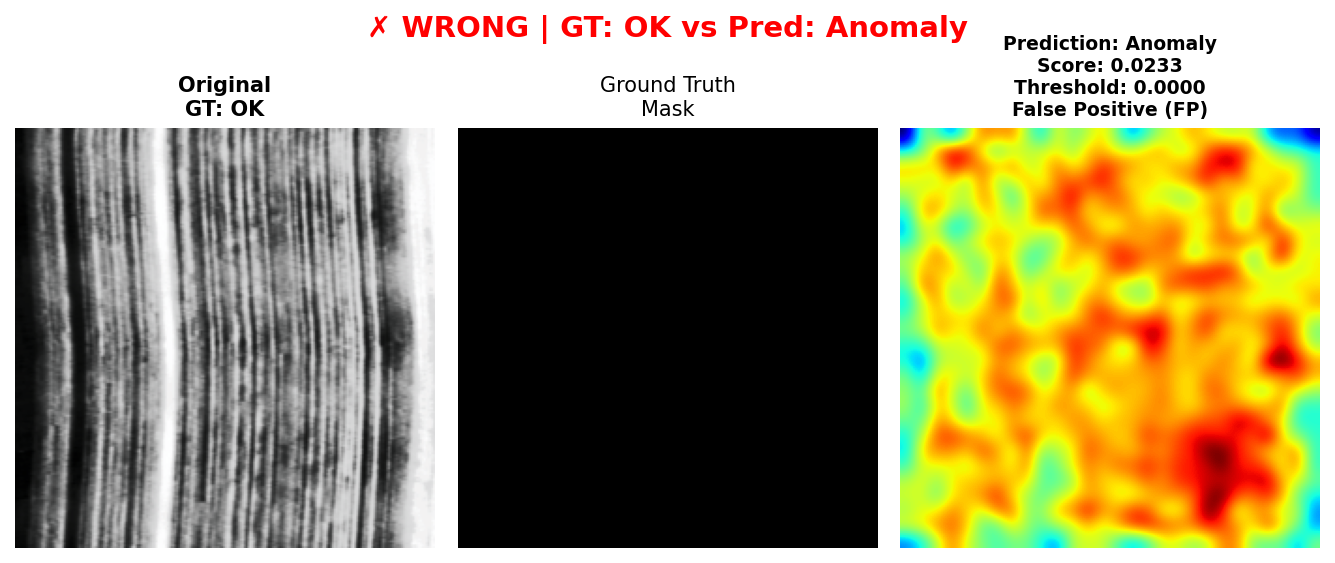 ✗ WRONG | GT: OK vs Pred: Anomaly
Original
GT: OK
Ground Truth
Mask
Prediction: Anomaly
Score: 0.0233
Threshold: 0.0000
False Positive (FP)